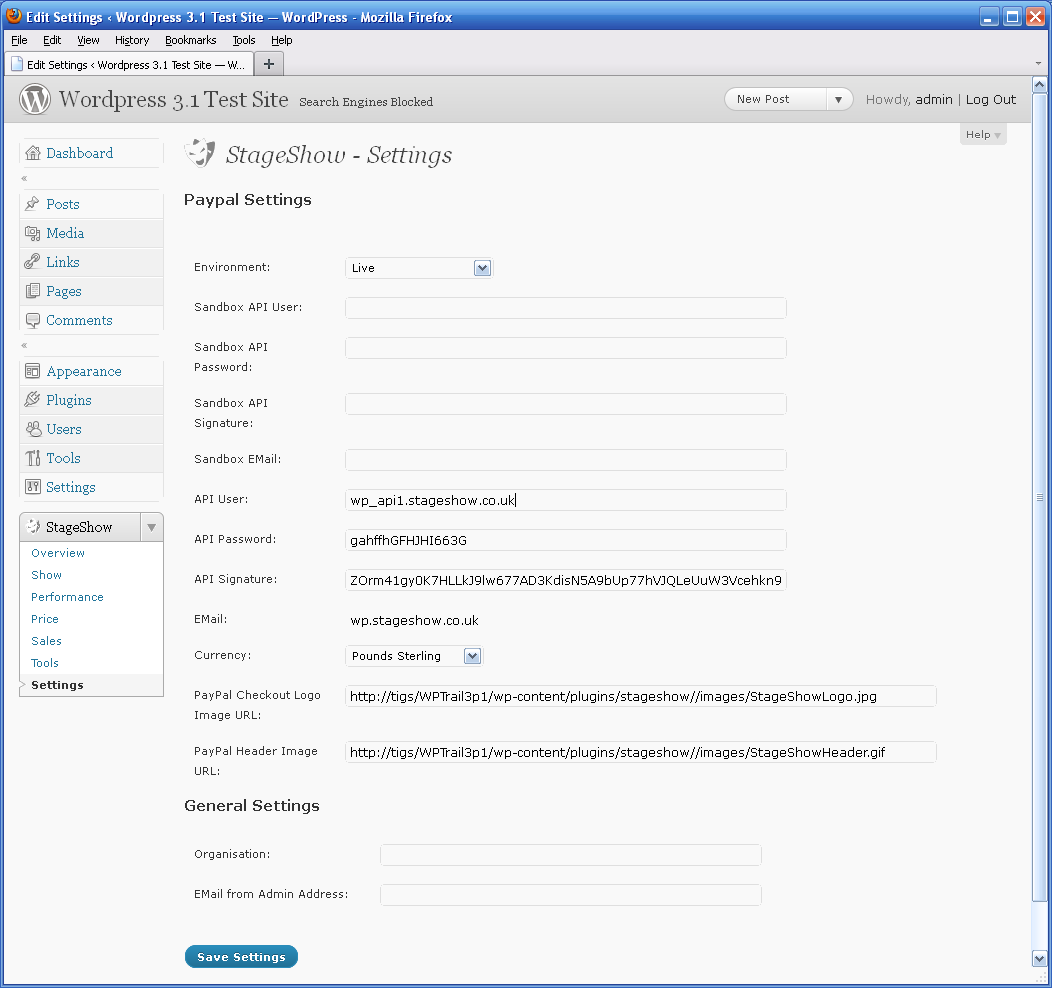 Edit Settings ‹ Wordpress 3.1 Test Site — WordPress - Mozilla Firefox
File Edit View History Bookmarks Tools Help
Edit Settings ‹ Wordpress 3.1 Test Site — W...
Wordpress 3.1 Test Site Search Engines Blocked New Post Howdy, admin | Log Out
Help
StageShow - Settings
Dashboard
«
Posts
Media
Links
Pages
Comments
«
Appearance
Plugins
Users
Tools
Settings
StageShow
Overview
Show
Performance
Price
Sales
Tools
Settings
Paypal Settings
Environment: Live
Sandbox API User:
Sandbox API
Password:
Sandbox API
Signature:
Sandbox EMail:
API User: wp_api1.stageshow.co.uk
API Password: gahffhGFHJHI663G
API Signature: ZOrm41gy0K7HLLkJ9lw677AD3KdisN5A9bUp77hVJQLeUuW3Vcehkn9
EMail: wp.stageshow.co.uk
Currency: Pounds Sterling
PayPal Checkout Logo
Image URL: http://tigs/WPTrail3p1/wp-content/plugins/stageshow//images/StageShowLogo.jpg
PayPal Header Image
URL: http://tigs/WPTrail3p1/wp-content/plugins/stageshow//images/StageShowHeader.gif
General Settings
Organisation:
EMail from Admin Address:
Save Settings